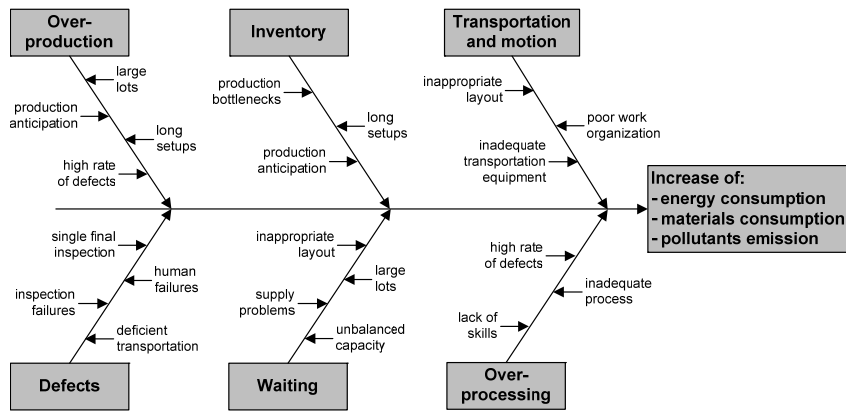 Over-
production
Inventory
Transportation
and motion
large
lots
production
anticipation
long
setups
high rate
of defects
production
bottlenecks
long
setups
production
anticipation
inappropriate
layout
poor work
organization
inadequate
transportation
equipment
Increase of:
- energy consumption
- materials consumption
- pollutants emission
single final
inspection
human
failures
inspection
failures
deficient
transportation
inappropriate
layout
large
lots
supply
problems
unbalanced
capacity
high rate
of defects
inadequate
process
lack of
skills
Defects
Waiting
Over-
processing